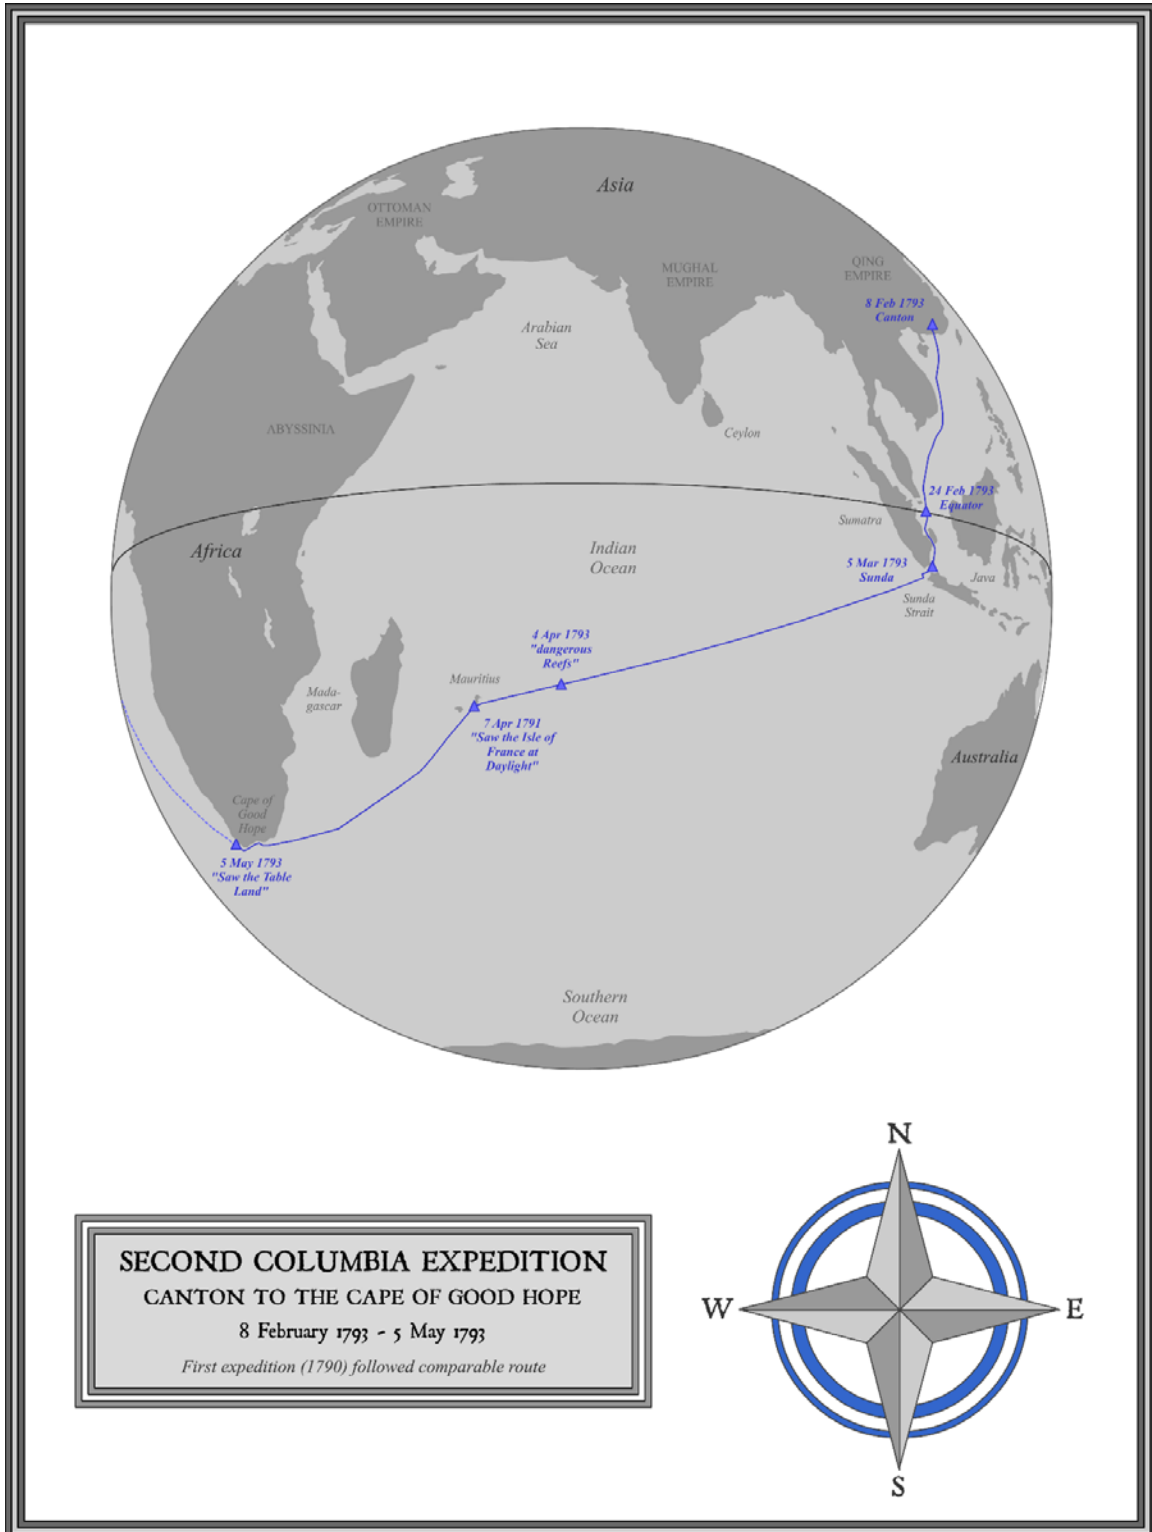 Asia
OTTOMAN
EMPIRE
QING
EMPIRE
MUGHAL
EMPIRE
8 Feb 1793
Canton
Arabian
Sea
ABYSSINIA
Ceylon
24 Feb 1793
Equator
Sumatra
Africa
Indian
Ocean
5 Mar 1793
Sunda
Java
Sunda
Strait
4 Apr 1793
"dangerous
Reefs"
Mauritius
Mada-
gascar
7 Apr 1791
"Saw the Isle of
France at
Daylight"
Australia
Cape of
Good
Hope
5 May 1793
"Saw the Table
Land"
Southern
Ocean
N
W
E
S
SECOND COLUMBIA EXPEDITION
CANTON TO THE CAPE OF GOOD HOPE
8 February 1793 - 5 May 1793
First expedition (1790) followed comparable route